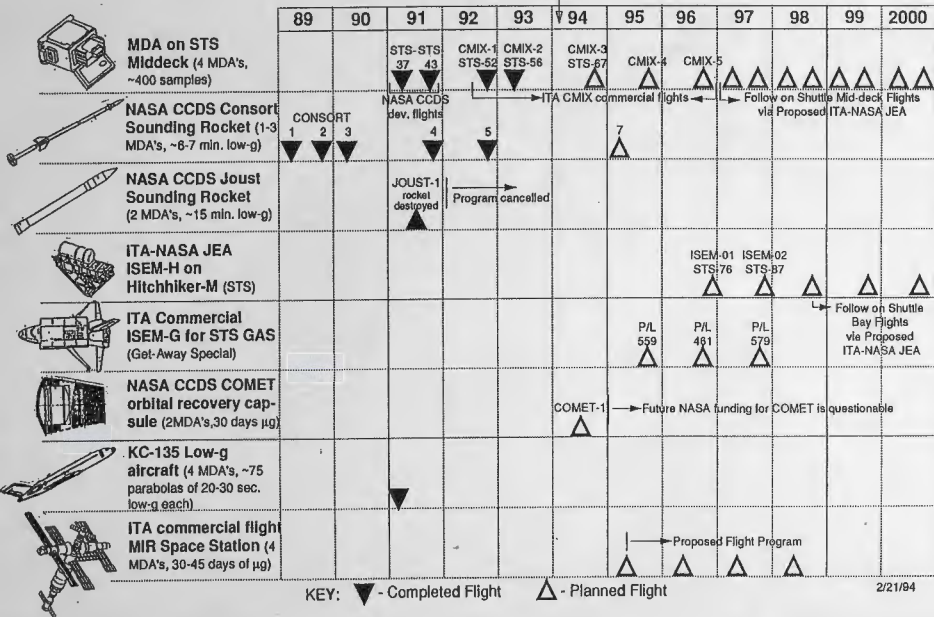 89 90 91 92 93 94 95 96 97 98 99 2000
MDA on STS
Middeck (4 MDA's,
~400 samples)
STS- STS
37 43
NASA CCDS
dev. flights
CMIX-1
STS-52
CMIX-2
STS-56
CMIX-3
STS-67
CMIX-4
CMIX-5
ITA CMIX commercial flights
Follow on Shuttle Mid-deck Flights
via Proposed ITA-NASA JEA
NASA CCDS Consort
Sounding Rocket (1-3
MDA's, ~6-7 min. low-g)
CONSORT
1 2 3 4 5 7
NASA CCDS Joust
Sounding Rocket
(2 MDA's, ~15 min. low-g)
JOUST-1
rocket
destroyed
Program cancelled
ITA-NASA JEA
ISEM-H on
Hitchhiker-M (STS)
ISEM-01
STS-76
ISEM-02
STS-87
Follow on Shuttle
Bay Flights
via Proposed
ITA-NASA JEA
ITA Commercial
ISEM-G for STS GAS
(Get-Away Special)
P/L
559
P/L
461
P/L
579
NASA CCDS COMET
orbital recovery cap-
sule (2MDA's,30 days µg)
COMET-1
Future NASA funding for COMET is questionable
KC-135 Low-g
aircraft (4 MDA's, ~75
parabolas of 20-30 sec.
low-g each)
ITA commercial flight
MIR Space Station (4
MDA's, 30-45 days of µg)
Proposed Flight Program
KEY: ▼ - Completed Flight △ - Planned Flight
2/21/94